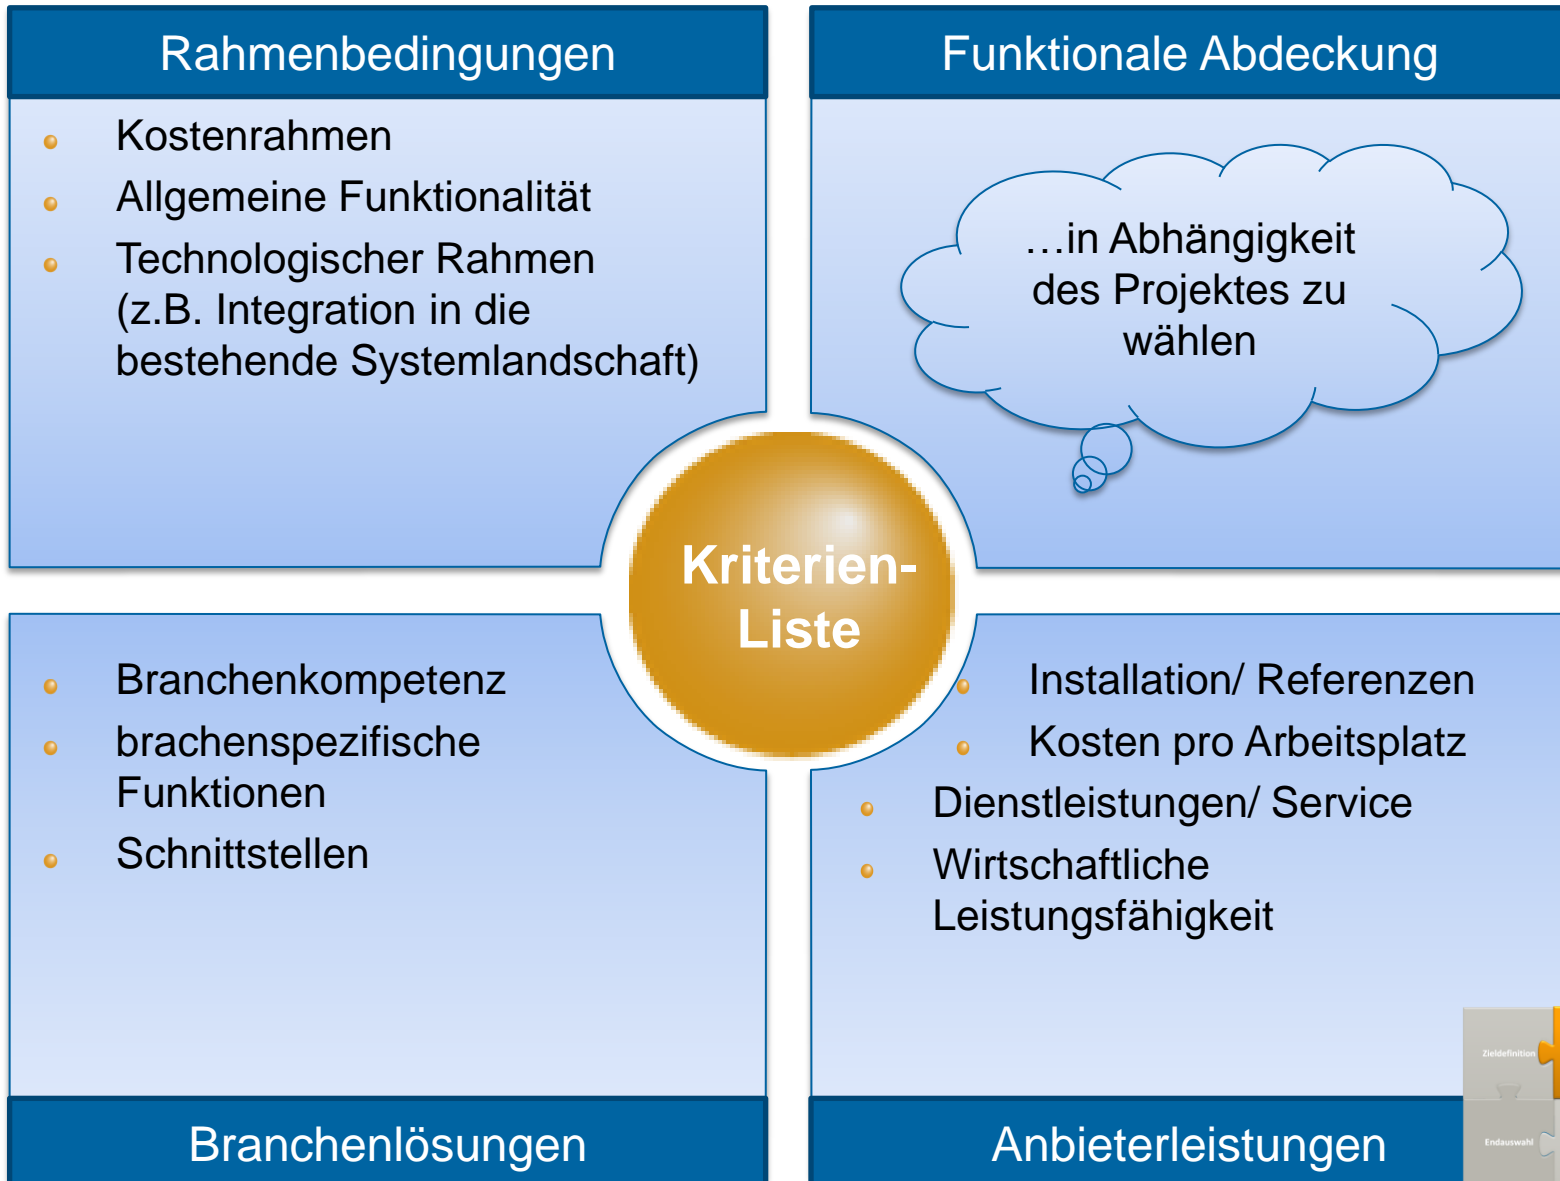 Rahmenbedingungen
Kostenrahmen
Allgemeine Funktionalität
Technologischer Rahmen
(z.B. Integration in die
bestehende Systemlandschaft)
Funktionale Abdeckung
…in Abhängigkeit
des Projektes zu
wählen
Kriterien-
Liste
Branchenkompetenz
brachenspezifische
Funktionen
Schnittstellen
Branchenlösungen
Installation/ Referenzen
Kosten pro Arbeitsplatz
Dienstleistungen/ Service
Wirtschaftliche
Leistungsfähigkeit
Anbieterleistungen
Zieldefinition
Endauswahl